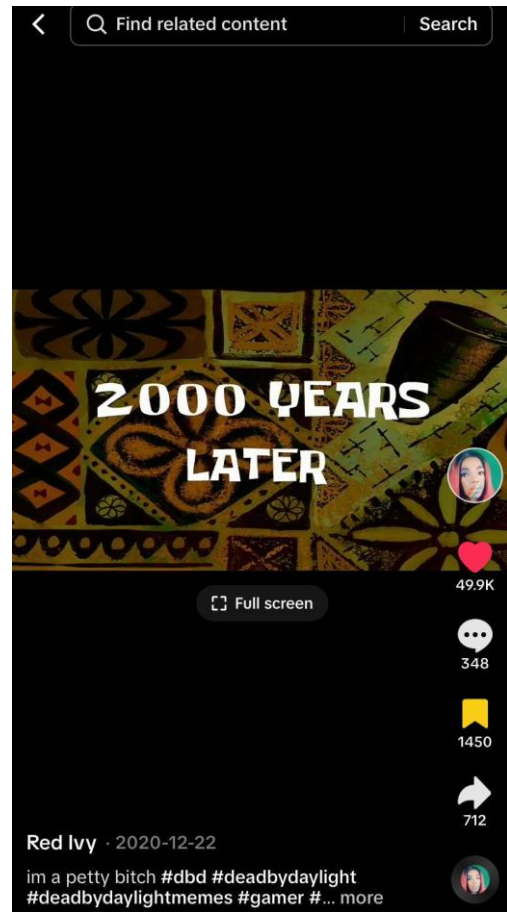 Find related content
Search
2000 YEARS
LATER
Full screen
49.9K
348
1450
712
Red Ivy · 2020-12-22
im a petty bitch #dbd #deadbydaylight
#deadbydaylightmemes #gamer #... more